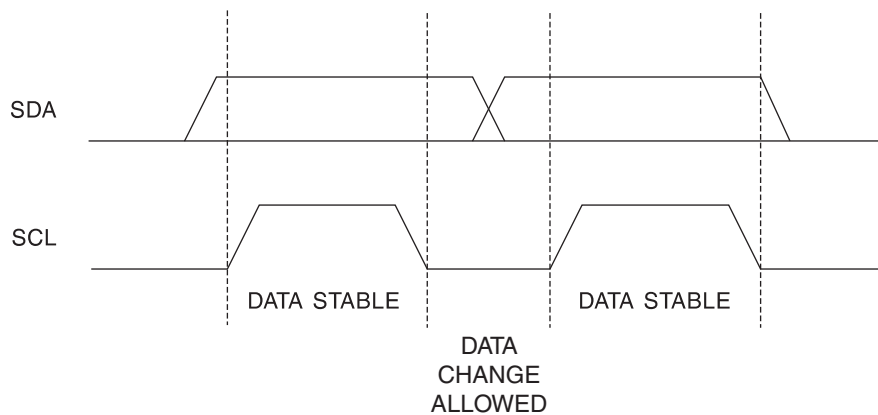 SDA
SCL
DATA STABLE
DATA STABLE
DATA
CHANGE
ALLOWED